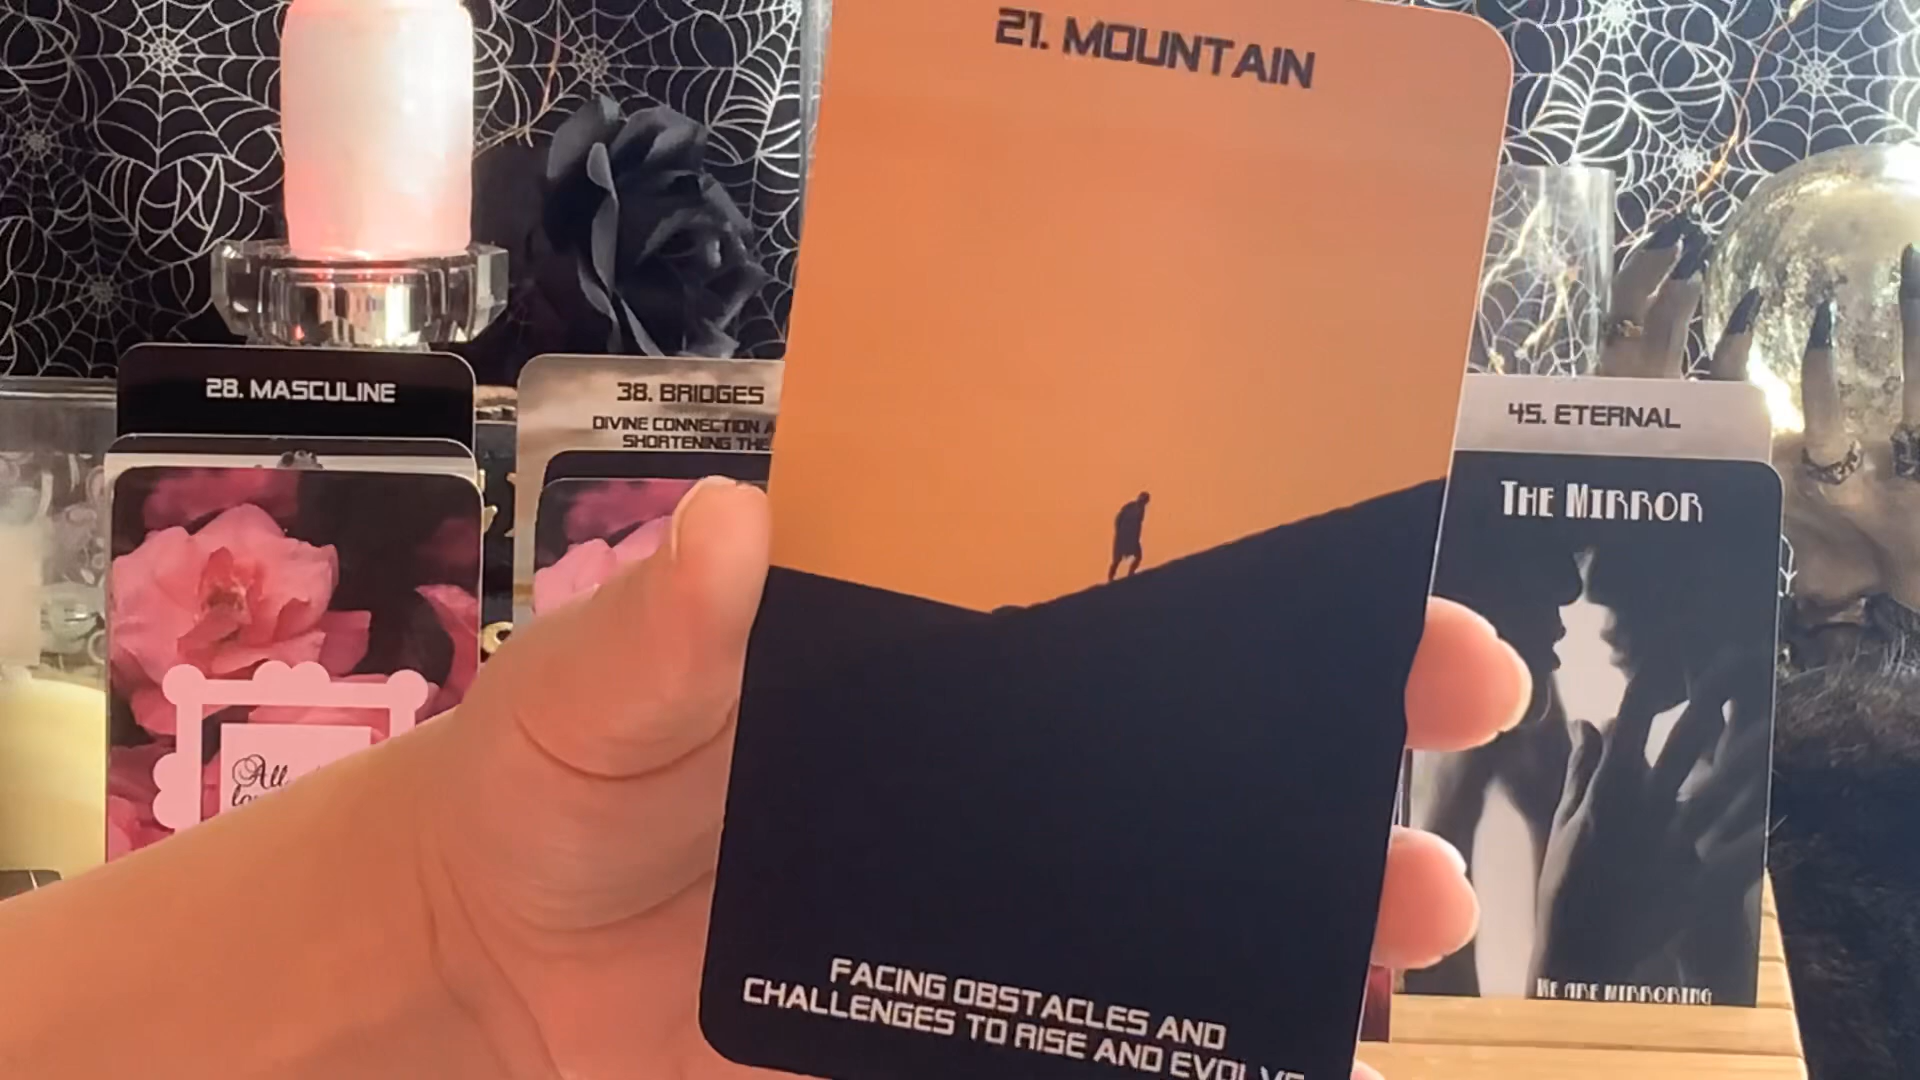 21. MOUNTAIN
FACING OBSTACLES AND
CHALLENGES TO RISE AND EVOLVE
28. MASCULINE
All
38. BRIDGES
DIVINE CONNECTION
SHORTENING THE
45. ETERNAL
THE MIRROR
WE ARE MIRRORING